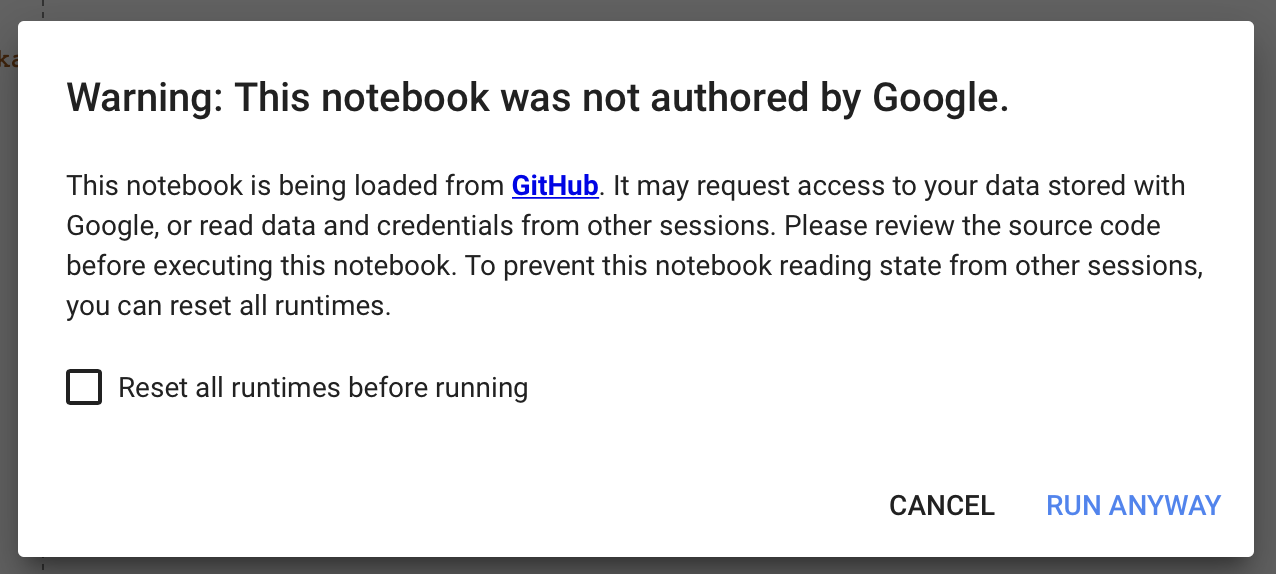 Warning: This notebook was not authored by Google.
This notebook is being loaded from GitHub. It may request access to your data stored with
Google, or read data and credentials from other sessions. Please review the source code
before executing this notebook. To prevent this notebook reading state from other sessions,
you can reset all runtimes.
Reset all runtimes before running
CANCEL RUN ANYWAY